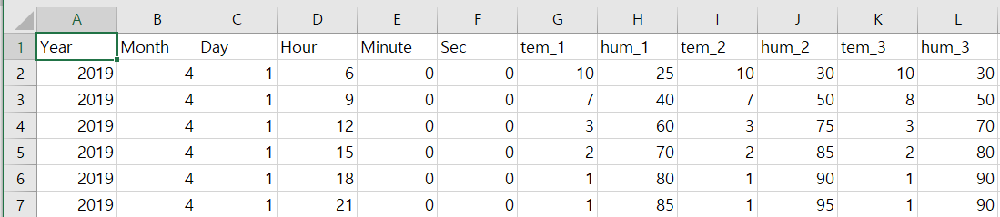 A B C D E F G H I J K L
1 Year Month Day Hour Minute Sec tem_1 hum_1 tem_2 hum_2 tem_3 hum_3
2 2019 4 1 6 0 0 10 25 10 30 10 30
3 2019 4 1 9 0 0 7 40 7 50 8 50
4 2019 4 1 12 0 0 3 60 3 75 3 70
5 2019 4 1 15 0 0 2 70 2 85 2 80
6 2019 4 1 18 0 0 1 80 1 90 1 90
7 2019 4 1 21 0 0 1 85 1 95 1 90